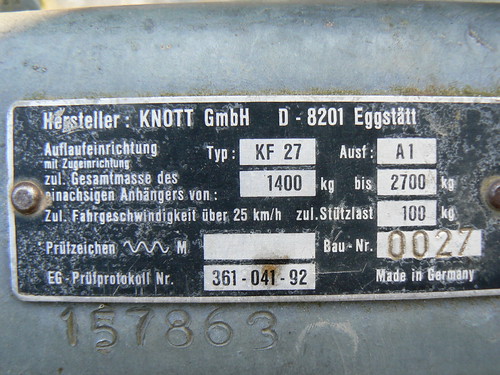 Hersteller : KNOTT GmbH D - 8201 Eggstätt
Auflaufeinrichtung Typ: KF 27 Ausf: A1
mit Zugeinrichtung
zul. Gesamtmasse des
einachsigen Anhängers von: 1400 kg bis 2700 kg
Zul. Fahrgeschwindigkeit über 25 km/h zul. Stützlast 100 kg
Prüfzeichen M Bau-Nr. 0027
EG - Prüfprotokoll Nr. 361-041-92 Made in Germany
157863